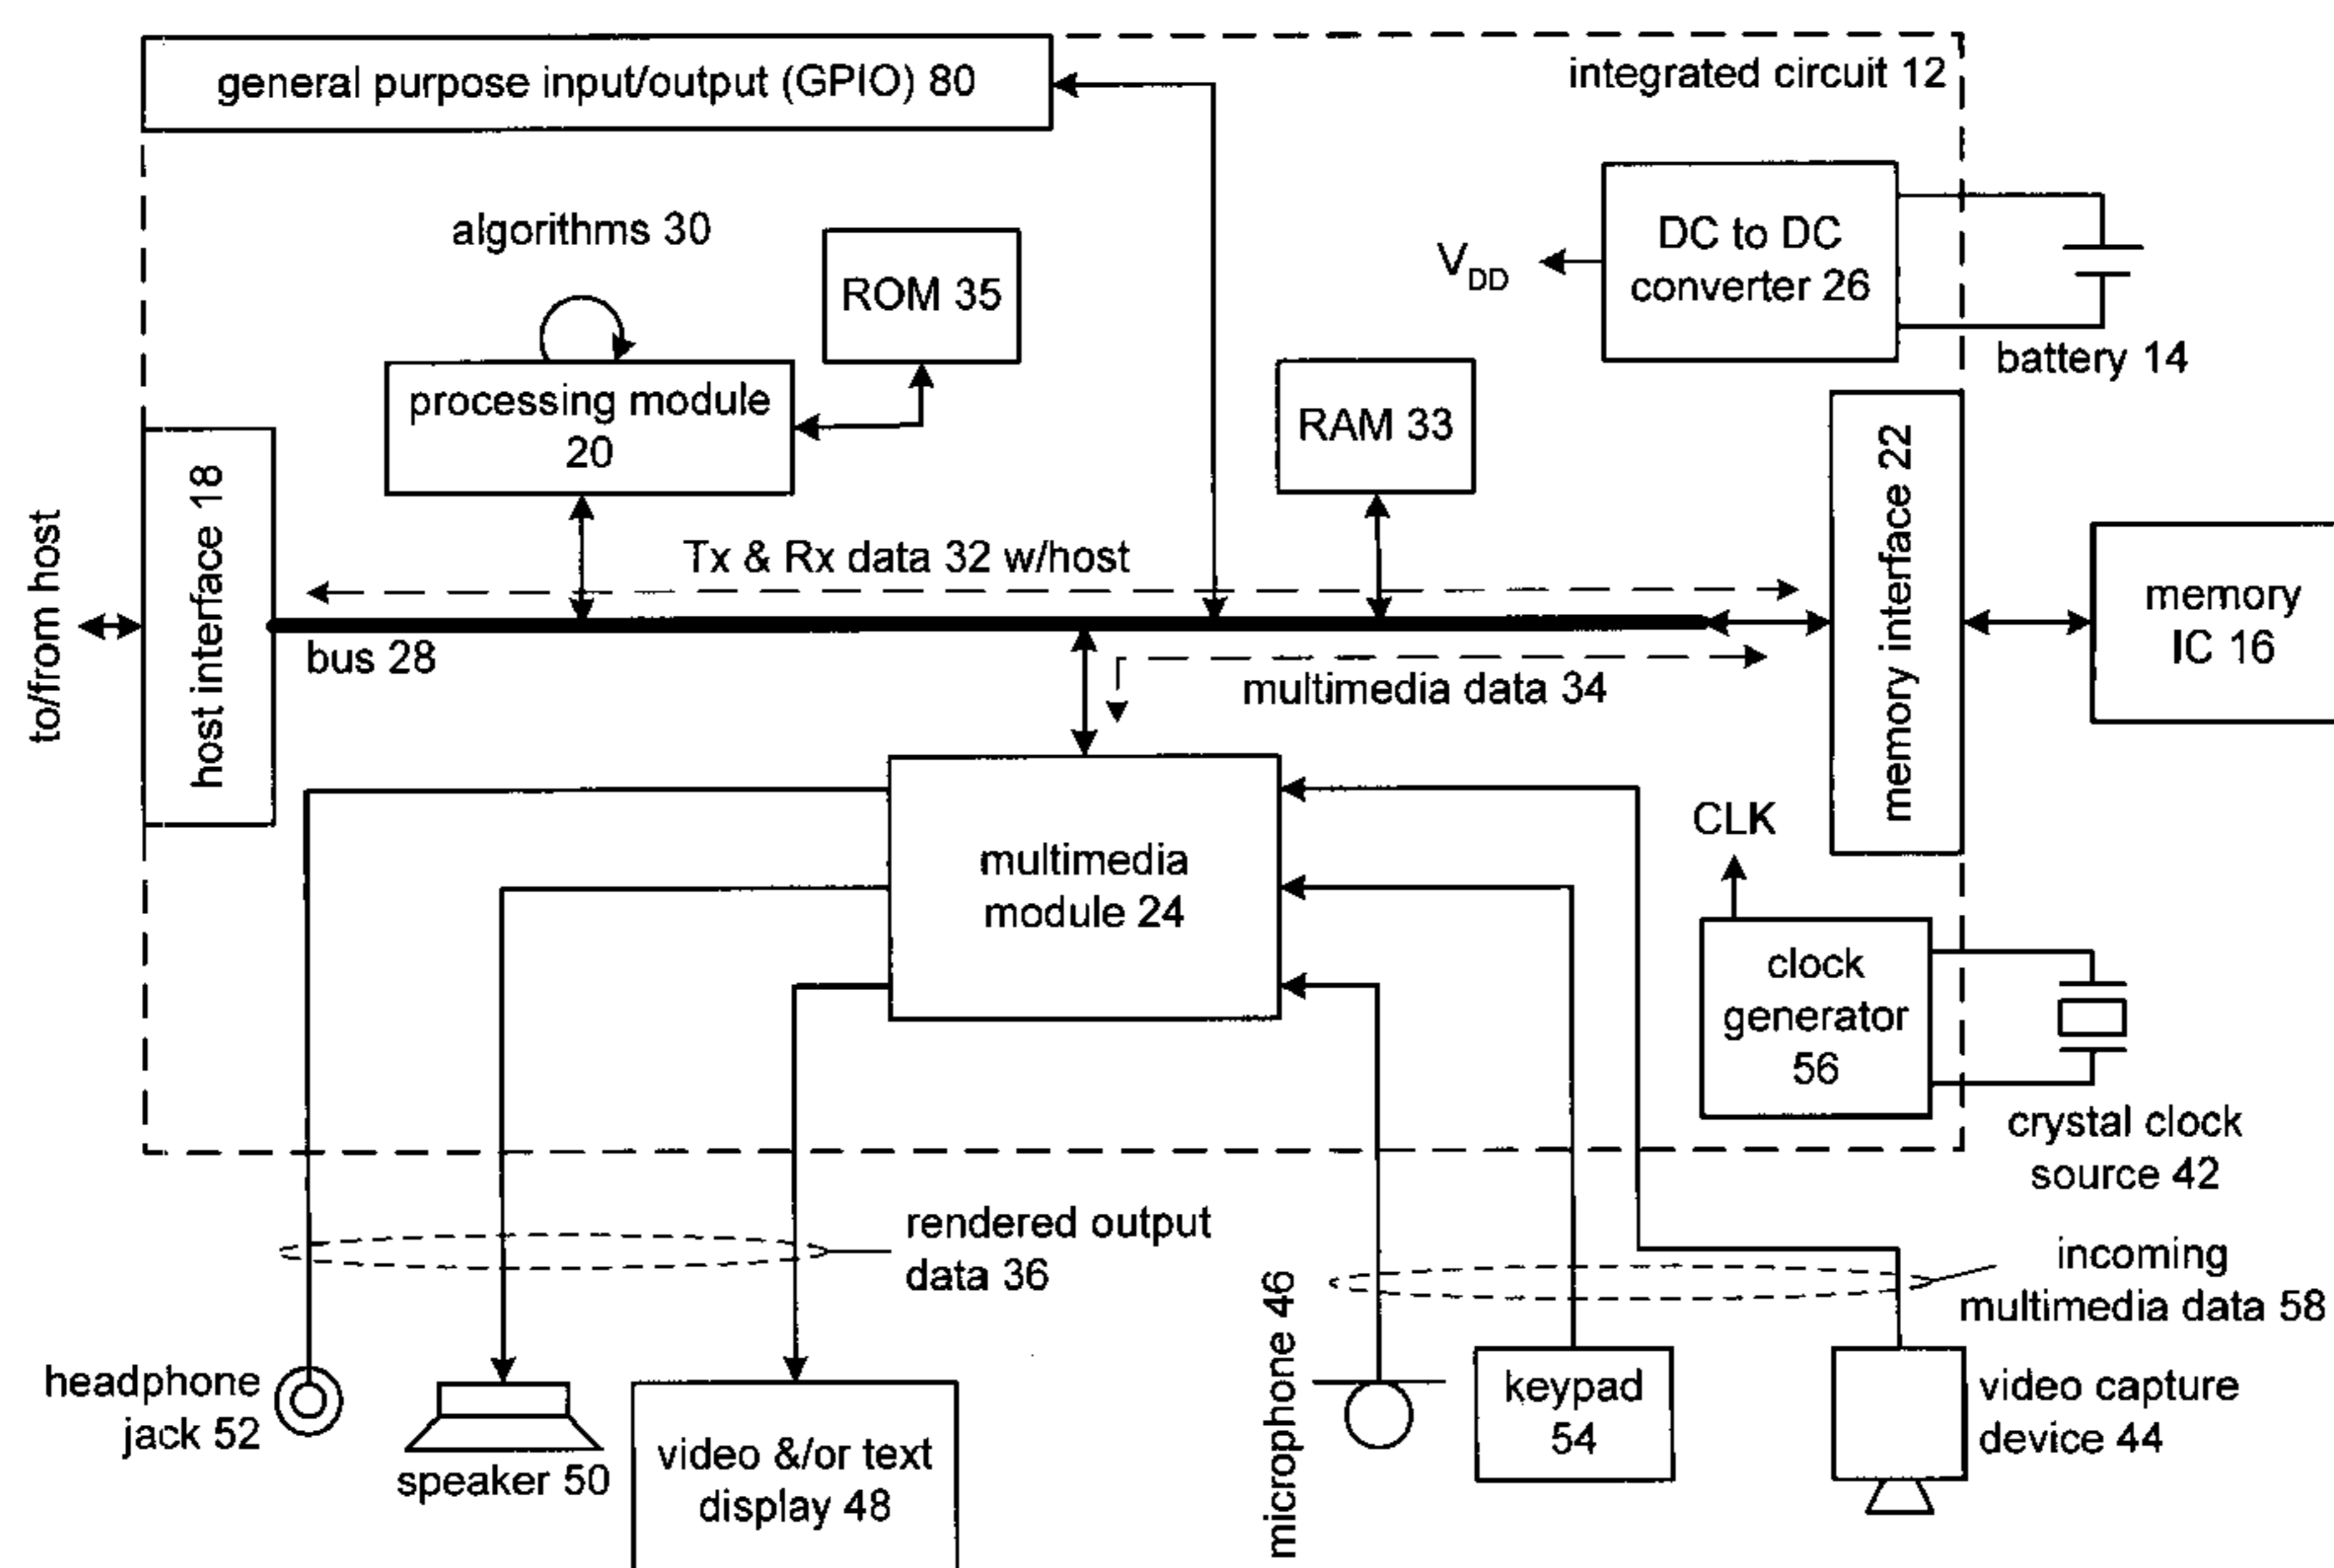 general purpose input/output (GPIO) 80
integrated circuit 12
algorithms 30
ROM 35
DC to DC
converter 26
VDD
battery 14
processing module
20
RAM 33
host interface 18
to/from host
Tx & Rx data 32 w/host
memory interface 22
memory
IC 16
bus 28
multimedia data 34
multimedia
module 24
CLK
clock
generator
56
crystal clock
source 42
rendered output
data 36
incoming
multimedia data 58
headphone
jack 52
speaker 50
video &/or text
display 48
microphone 46
keypad
54
video capture
device 44